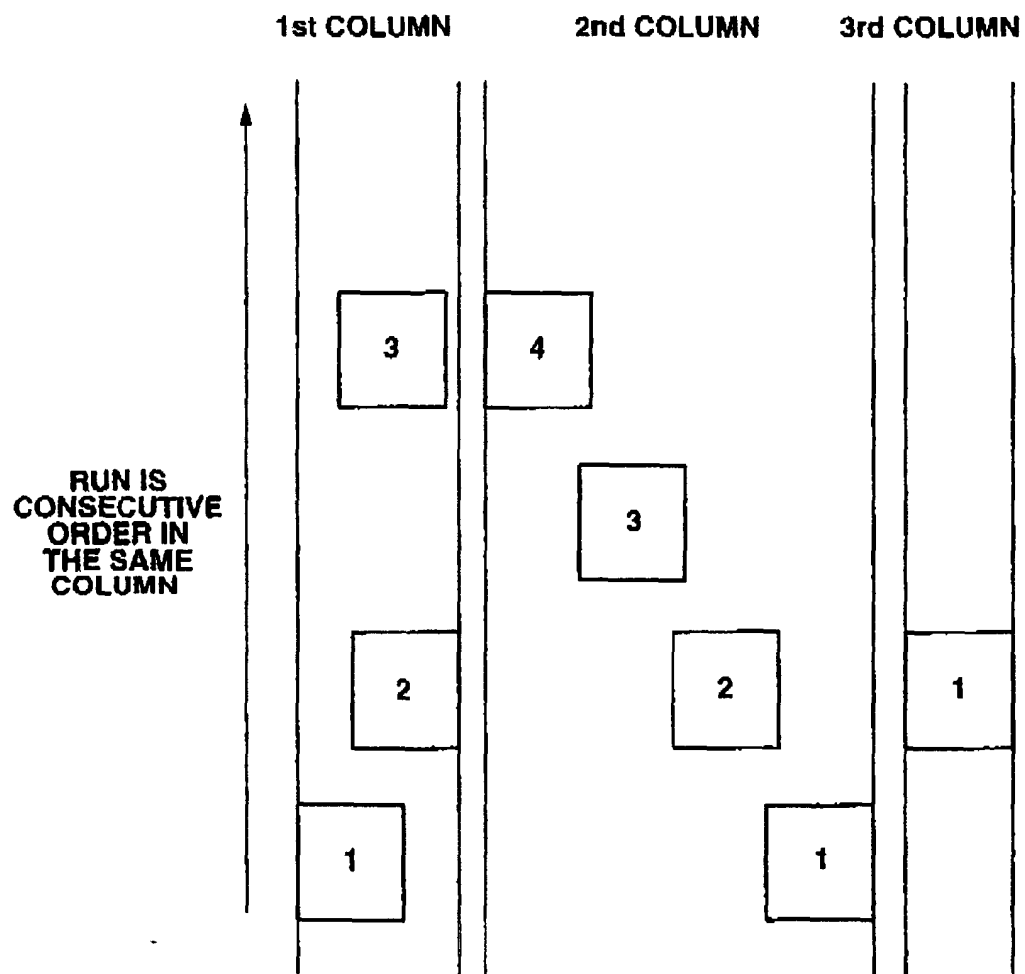 1st COLUMN 2nd COLUMN 3rd COLUMN
3 4
RUN IS
CONSECUTIVE
ORDER IN
THE SAME
COLUMN
3
2 2 1
1 1